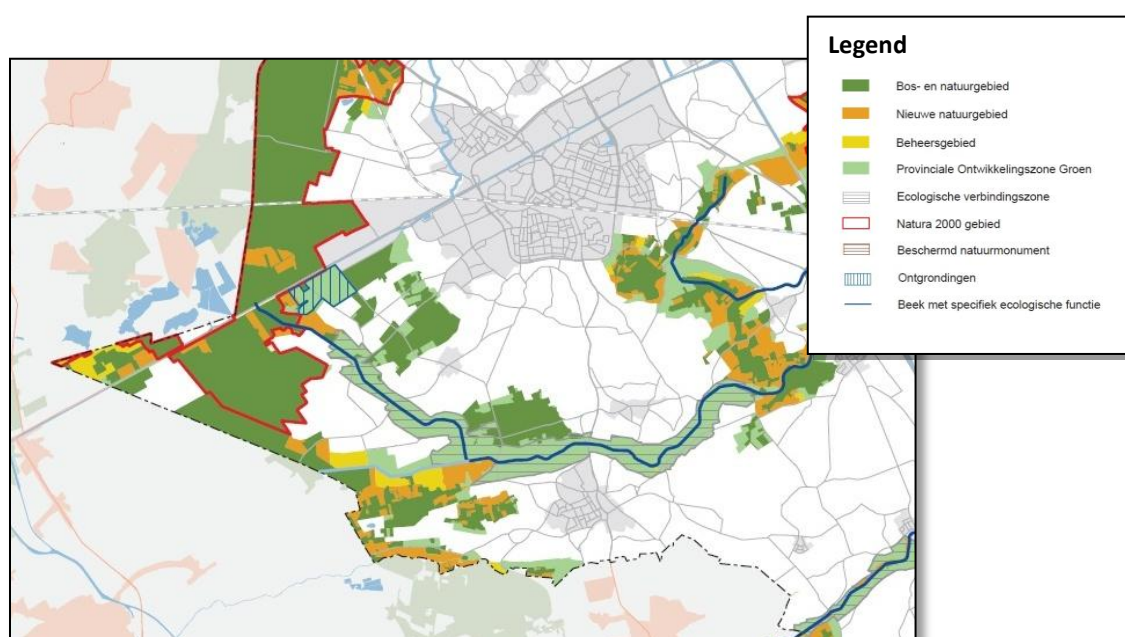 Legend
Bos- en natuurgebied
Nieuwe natuurgebied
Beheersgebied
Provinciale Ontwikkelingszone Groen
Ecologische verbindingszone
Natura 2000 gebied
Beschermd natuurmonument
Ontgrondingen
Beek met specifiek ecologische functie